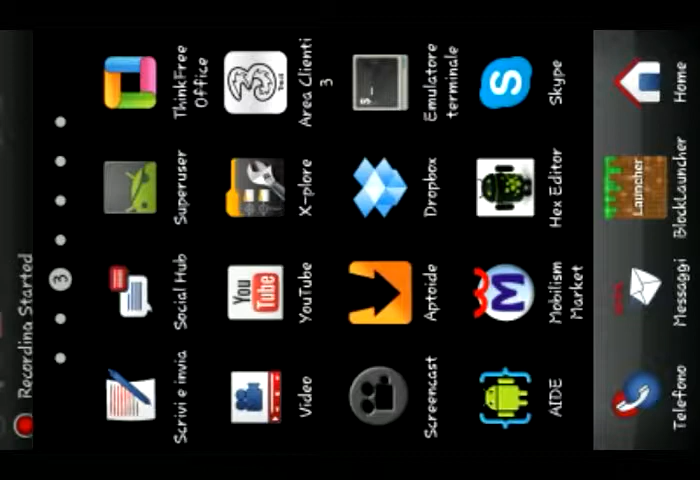 Recording Started
3
Scrivi e invia
Social Hub
Superuser
ThinkFree
Office
Video
You
Tube
YouTube
X-plore
3
Area Clienti
3
Screencast
Aptoide
Dropbox
$_
Emulatore
terminale
AIDE
M
Mobilism
Market
Hex Editor
S
Skype
Telefono
Messaggi
Launcher
BlockLauncher
Home